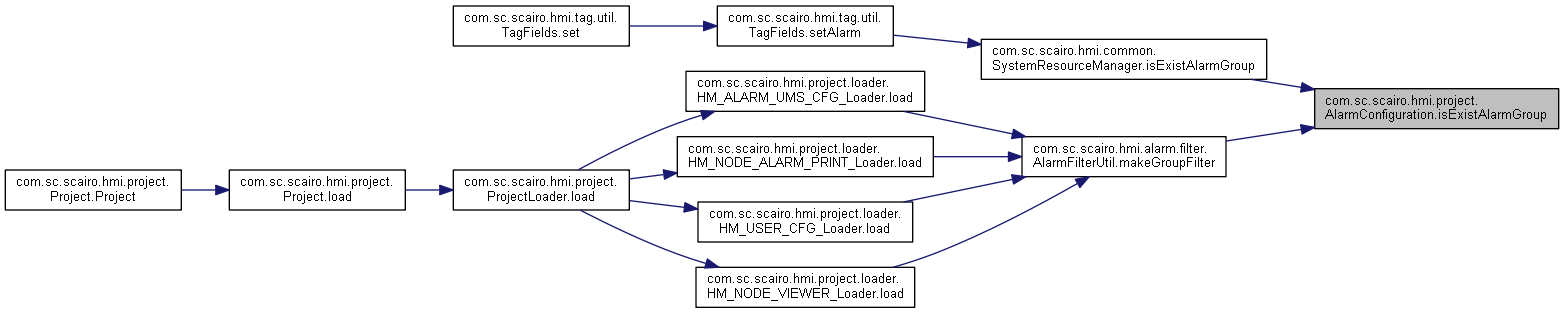 com.sc.scairo.hmi.tag.util.
TagFields.set
com.sc.scairo.hmi.tag.util.
TagFields.setAlarm
com.sc.scairo.hmi.common.
SystemResourceManager.isExistAlarmGroup
com.sc.scairo.hmi.project.loader.
HM_ALARM_UMS_CFG_Loader.load
com.sc.scairo.hmi.project.
AlarmConfiguration.isExistAlarmGroup
com.sc.scairo.hmi.project.loader.
HM_NODE_ALARM_PRINT_Loader.load
com.sc.scairo.hmi.alarm.filter.
AlarmFilterUtil.makeGroupFilter
com.sc.scairo.hmi.project.
Project.Project
com.sc.scairo.hmi.project.
Project.load
com.sc.scairo.hmi.project.
ProjectLoader.load
com.sc.scairo.hmi.project.loader.
HM_USER_CFG_Loader.load
com.sc.scairo.hmi.project.loader.
HM_NODE_VIEWER_Loader.load